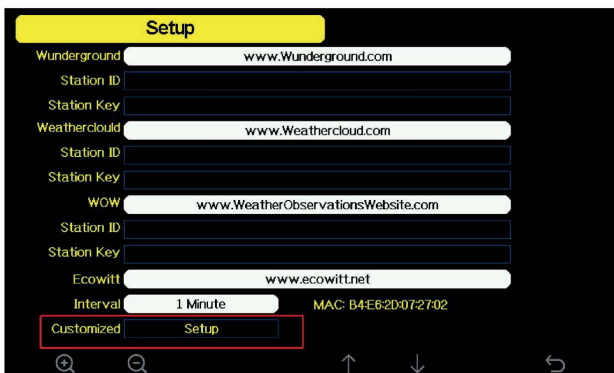 Setup
Wunderground www.Wunderground.com
Station ID
Station Key
Weatherclould www.Weathercloud.com
Station ID
Station Key
WOW www.WeatherObservationsWebsite.com
Station ID
Station Key
Ecowitt www.ecowitt.net
Interval 1 Minute MAC: B4:E6:2D:07:27:02
Customized Setup